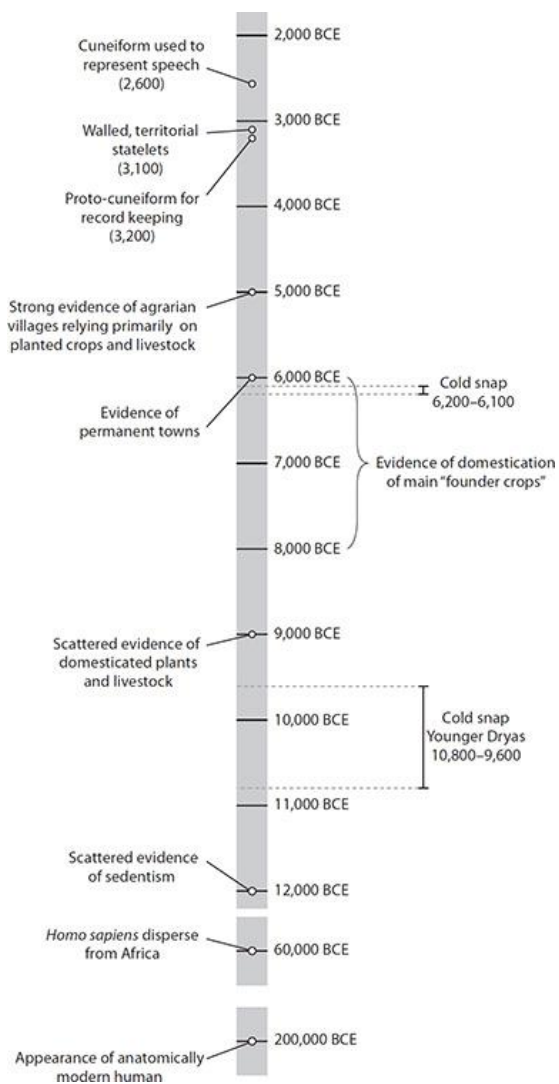 2,000 BCE
Cuneiform used to
represent speech
(2,600)
3,000 BCE
Walled, territorial
statelets
(3,100)
Proto-cuneiform for
record keeping
(3,200)
4,000 BCE
5,000 BCE
Strong evidence of agrarian
villages relying primarily on
planted crops and livestock
6,000 BCE
Cold snap
6,200–6,100
Evidence of
permanent towns
7,000 BCE
Evidence of domestication
of main “founder crops”
8,000 BCE
9,000 BCE
Scattered evidence of
domesticated plants
and livestock
10,000 BCE
Cold snap
Younger Dryas
10,800–9,600
11,000 BCE
Scattered evidence
of sedentism
12,000 BCE
Homo sapiens disperse
from Africa
60,000 BCE
200,000 BCE
Appearance of anatomically
modern human